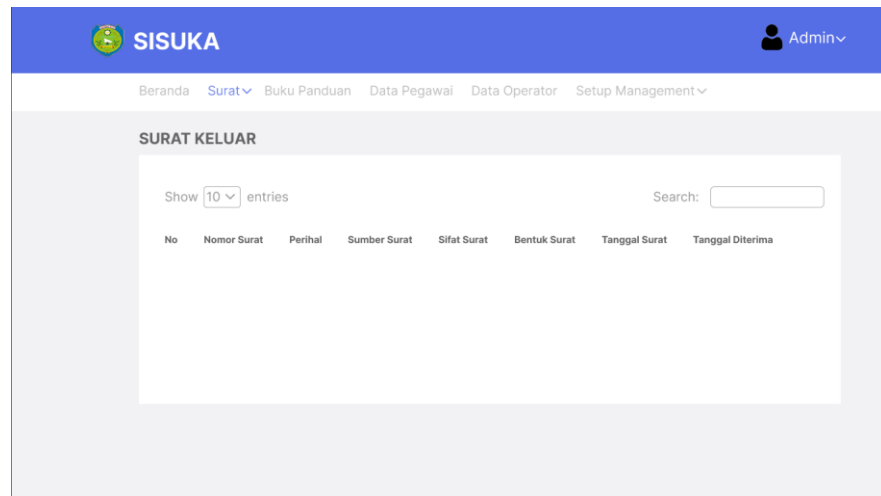 SISUKA
Admin
Beranda Surat Buku Panduan Data Pegawai Data Operator Setup Management
SURAT KELUAR
Show 10 entries Search:
No Nomor Surat Perihal Sumber Surat Sifat Surat Bentuk Surat Tanggal Surat Tanggal Diterima